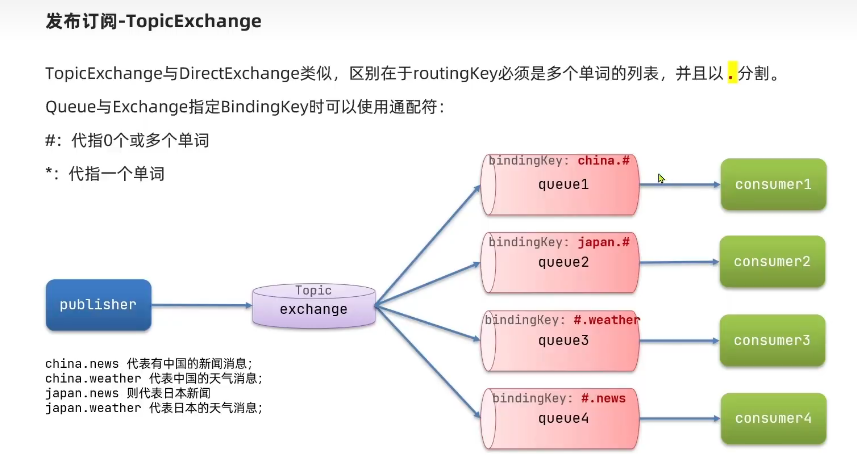 发布订阅-TopicExchange
TopicExchange与DirectExchange类似，区别在于routingKey必须是多个单词的列表，并且以 . 分割。
Queue与Exchange指定BindingKey时可以使用通配符：
#：代指0个或多个单词
*：代指一个单词
bindingKey: china.#
queue1
consumer1
bindingKey: japan.#
queue2
consumer2
publisher
Topic
exchange
bindingKey: #.weather
queue3
consumer3
bindingKey: #.news
queue4
consumer4
china.news 代表有中国的新闻消息；
china.weather 代表中国的天气消息；
japan.news 则代表日本新闻
japan.weather 代表日本的天气消息；